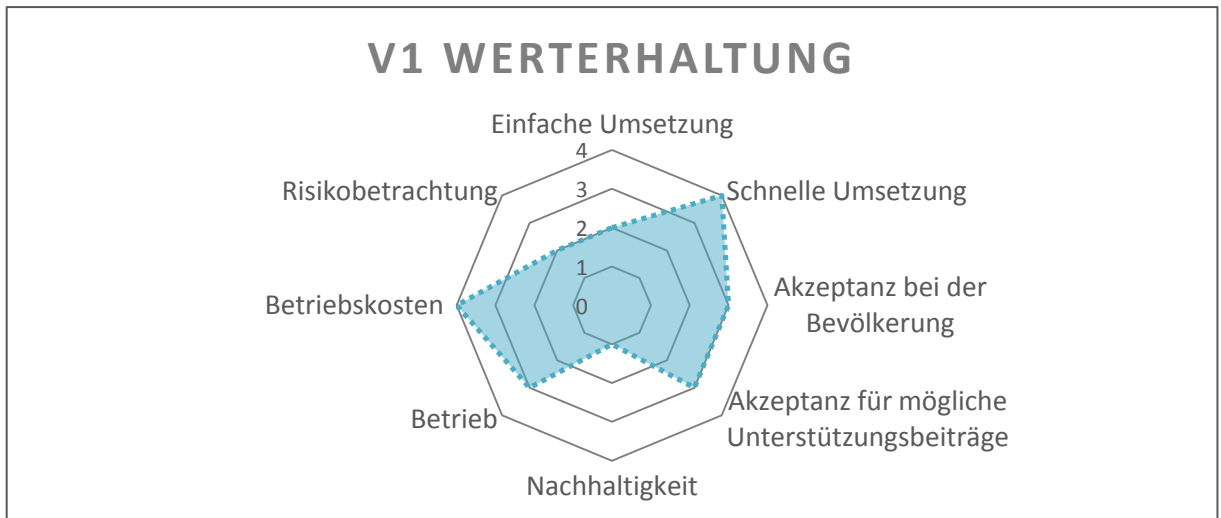 V1 WERTERHALTUNG
Einfache Umsetzung
4
3
2
1
0
Risikobetrachtung
Schnelle Umsetzung
Betriebskosten
Akzeptanz bei der
Bevölkerung
Betrieb
Akzeptanz für mögliche
Unterstützungsbeiträge
Nachhaltigkeit